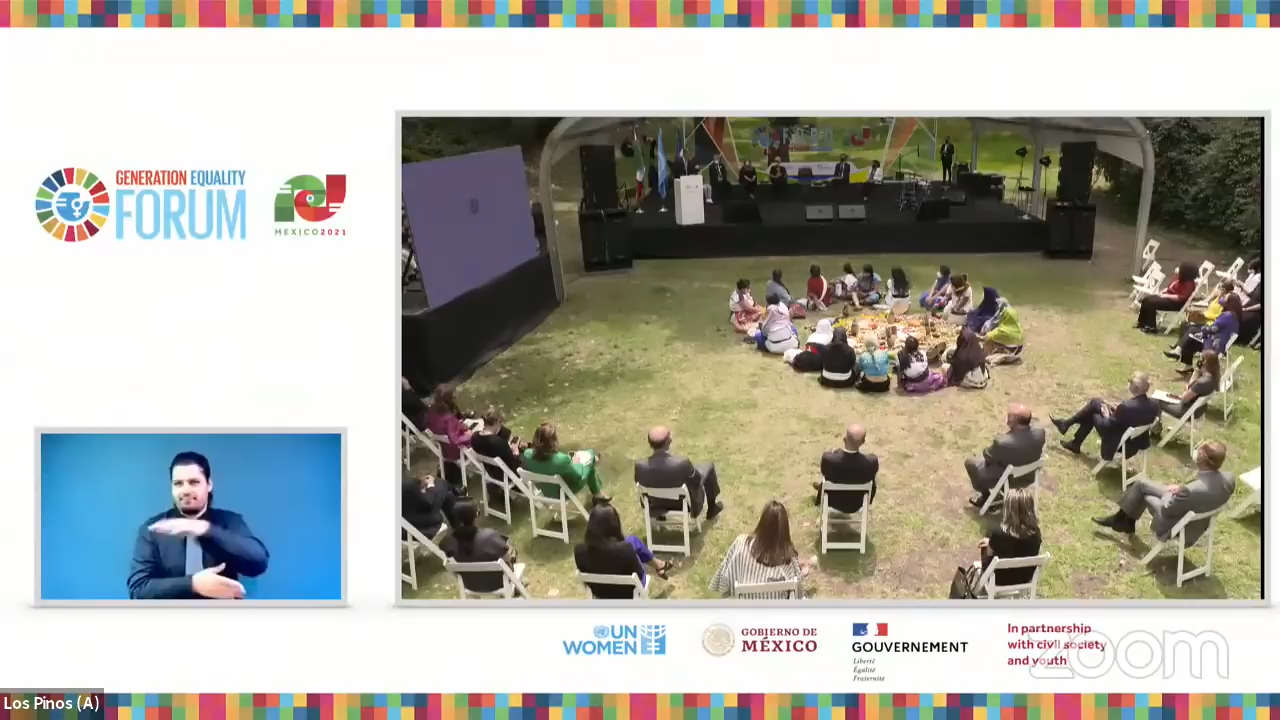 GENERATION EQUALITY
FORUM
MEXICO2021
UN
WOMEN
GOBIERNO DE
MÉXICO
GOUVERNEMENT
Liberté
Égalité
Fraternité
In partnership
with civil society
and youth
zoom
Los Pinos (A)